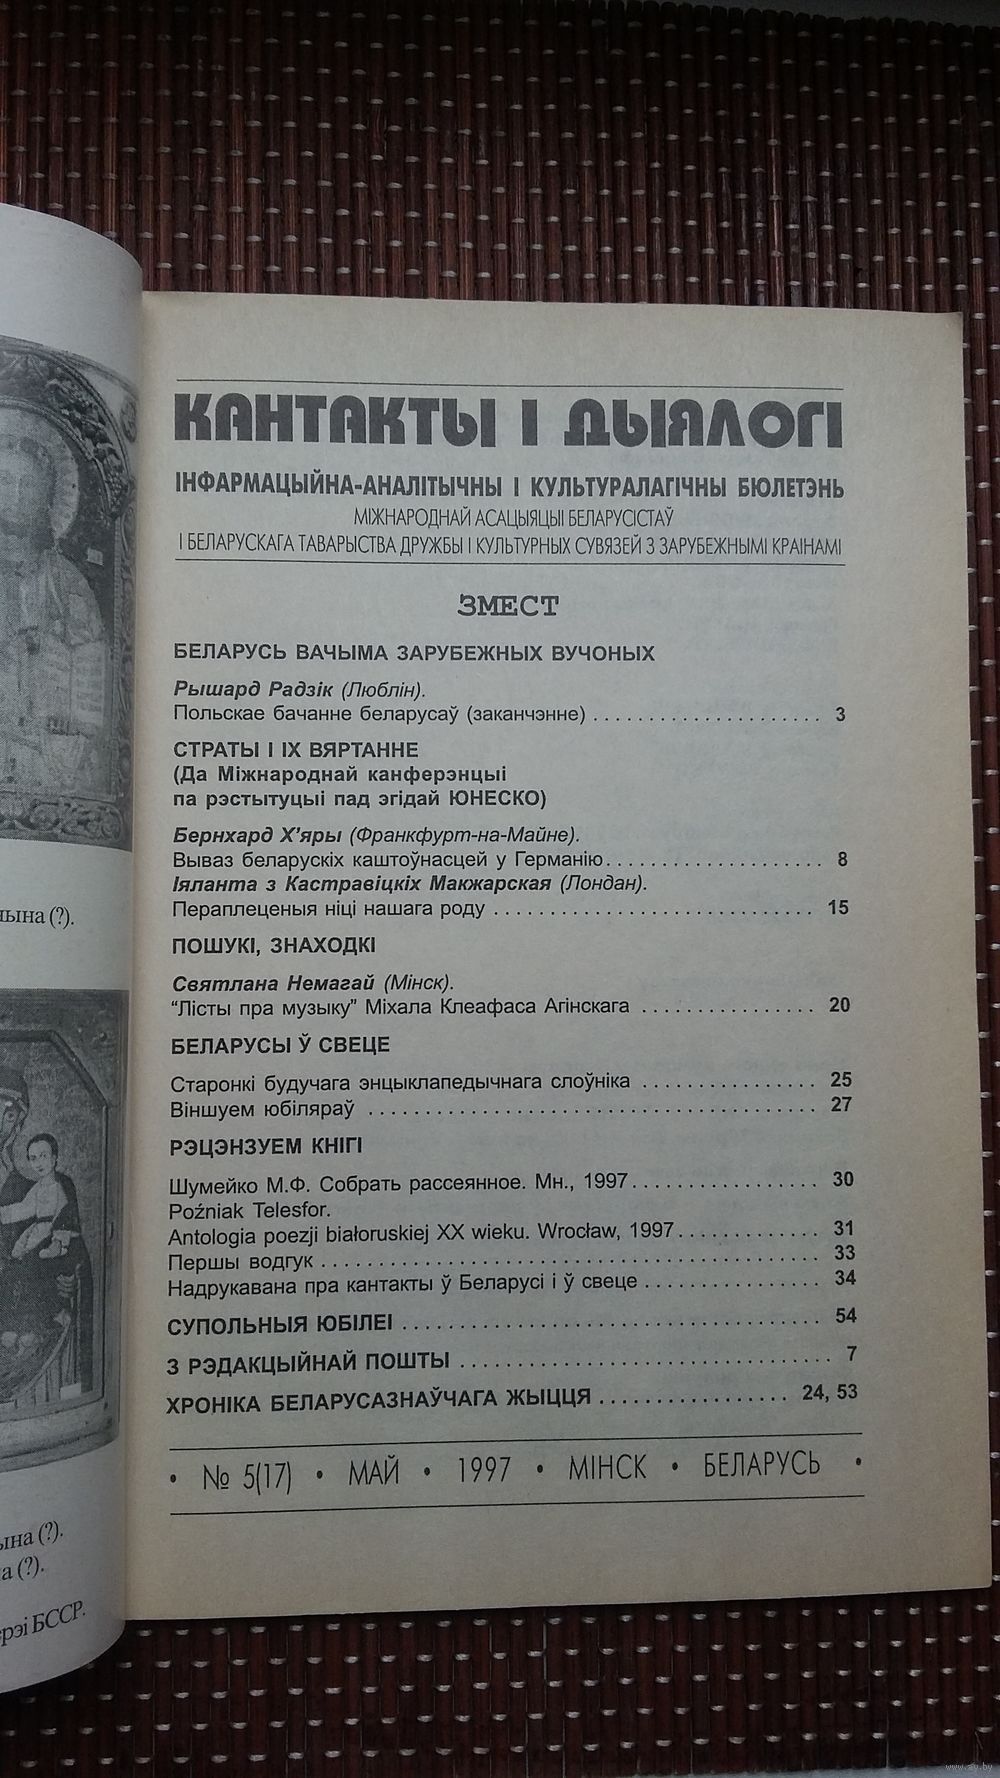 КАНТАКТЫ І ДЫЯЛОГІ
ІНФАРМАЦЫЙНА-АНАЛІТЫЧНЫ І КУЛЬТУРАЛАГІЧНЫ БЮЛЕТЭНЬ
МІЖНАРОДНАЙ АСАЦЫЯЦЫІ БЕЛАРУСІСТАЎ
І БЕЛАРУСКАГА ТАВАРЫСТВА ДРУЖБЫ І КУЛЬТУРНЫХ СУВЯЗЕЙ З ЗАРУБЕЖНЫМІ КРАІНАМІ
ЗМЕСТ
БЕЛАРУСЬ ВАЧЫМА ЗАРУБЕЖНЫХ ВУЧОНЫХ
Рышард Радзік (Люблін).
Польскае бачанне беларусаў (заканчэнне) . . . . . . . . . . . . . . . . . . . . . 3
СТРАТЫ І ІХ ВЯРТАННЕ
(Да Міжнароднай канферэнцыі
па рэстытуцыі пад эгідай ЮНЕСКО)
Бернхард Х’яры (Франкфурт-на-Майне).
Вываз беларускіх каштоўнасцей у Германію. . . . . . . . . . . . . . . . . . . . 8
Іяланта з Кастравіцкіх Макжарская (Лондан).
Пераплеценыя ніці нашага роду . . . . . . . . . . . . . . . . . . . . . . . . . . . . . 15
ПОШУКІ, ЗНАХОДКІ
Святлана Немагай (Мінск).
“Лісты пра музыку” Міхала Клеафаса Агінскага . . . . . . . . . . . . . . . . 20
БЕЛАРУСЫ Ў СВЕЦЕ
Старонкі будучага энцыклапедычнага слоўніка . . . . . . . . . . . . . . . . 25
Віншуем юбіляраў . . . . . . . . . . . . . . . . . . . . . . . . . . . . . . . . . . . . . . . . 27
РЭЦЭНЗУЕМ КНІГІ
Шумейко М.Ф. Собрать рассеянное. Мн., 1997. . . . . . . . . . . . . . . . . 30
Poźniak Telesfor.
Antologia poezji białoruskiej XX wieku. Wrocław, 1997. . . . . . . . . . . . . 31
Першы водгук . . . . . . . . . . . . . . . . . . . . . . . . . . . . . . . . . . . . . . . . . . . . 33
Надрукавана пра кантакты ў Беларусі і ў свеце . . . . . . . . . . . . . . . . 34
СУПОЛЬНЫЯ ЮБІЛЕІ . . . . . . . . . . . . . . . . . . . . . . . . . . . . . . . . . . . . . 54
З РЭДАКЦЫЙНАЙ ПОШТЫ . . . . . . . . . . . . . . . . . . . . . . . . . . . . . . . . . 7
ХРОНІКА БЕЛАРУСАЗНАЎЧАГА ЖЫЦЦЯ . . . . . . . . . . . . . . . . . 24, 53
• № 5(17) • МАЙ • 1997 • МІНСК • БЕЛАРУСЬ •
(?).
(?).
а (?).
БССР.
www.ay.by